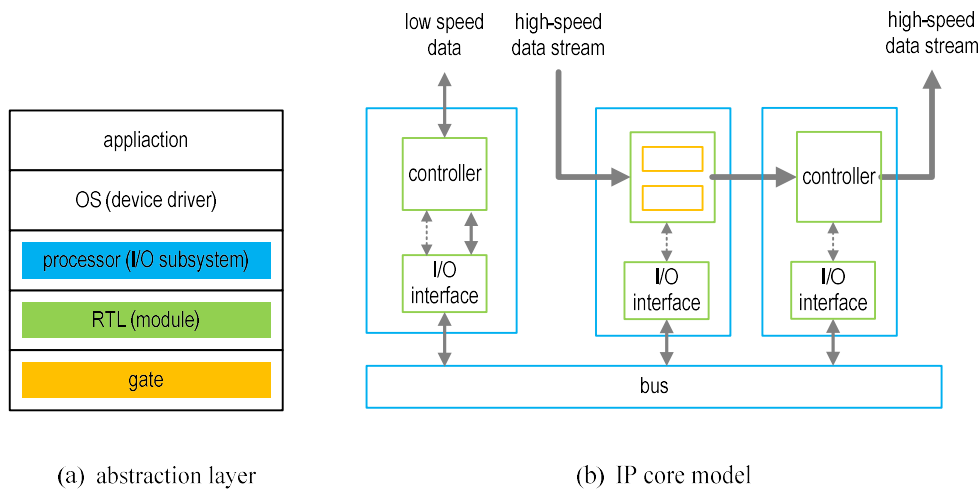 low speed
data
high-speed
data stream
high-speed
data stream
appliaction
OS (device driver)
processor (I/O subsystem)
RTL (module)
gate
controller
controller
I/O
interface
I/O
interface
I/O
interface
bus
(a) abstraction layer
(b) IP core model